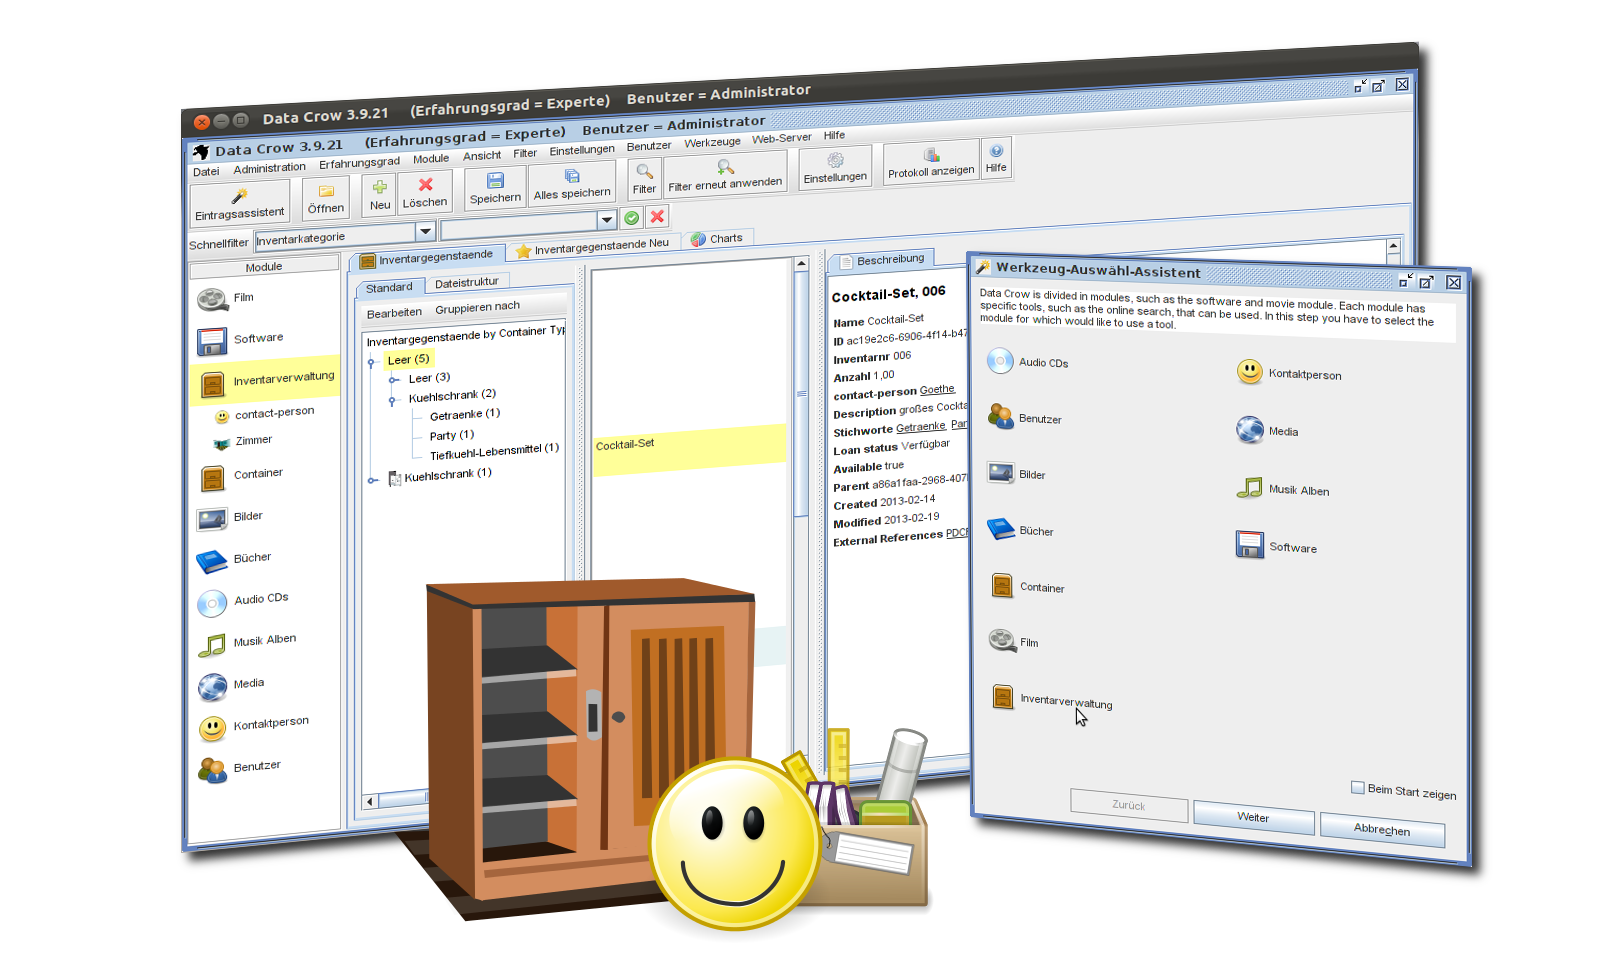 Data Crow 3.9.21 (Erfahrungsgrad = Experte) Benutzer = Administrator
Data Crow 3.9.21 (Erfahrungsgrad = Experte) Benutzer = Administrator
Datei Administration Erfahrungsgrad Module Ansicht Filter Einstellungen Benutzer Werkzeuge Web-Server Hilfe
Eintragsassistent Öffnen Neu Löschen Speichern Alles speichern Filter Filter erneut anwenden Einstellungen Protokoll anzeigen Hilfe
Schnellfilter Inventarkategorie
Module
Film
Software
Inventarverwaltung
contact-person
Zimmer
Container
Bilder
Bücher
Audio CDs
Musik Alben
Media
Kontaktperson
Benutzer
Inventargegenstaende Inventargegenstaende Neu Charts
Standard Dateistruktur
Bearbeiten Gruppieren nach
Inventargegenstaende by Container
Leer (5)
Leer (3)
Kuehlschrank (2)
Getraenke (1)
Party (1)
Tiefkuehl-Lebensmittel (1)
Kuehlschrank (1)
Cocktail-Set
Beschreibung
Cocktail-Set, 006
Name Cocktail-Set
ID ac19e2c6-6906-4f14-b47
Inventarnr 006
Anzahl 1,00
contact-person Goethe,
Description großes Cockta
Stichworte Getraenke, Par
Loan status Verfügbar
Available true
Parent a86a1faa-2968-407
Created 2013-02-14
Modified 2013-02-19
External References
Werkzeug-Auswähl-Assistent
Data Crow is divided in modules, such as the software and movie module. Each module has
specific tools, such as the online search, that can be used. In this step you have to select the
module for which would like to use a tool.
Audio CDs
Benutzer
Bilder
Bücher
Container
Film
Inventarverwaltung
Kontaktperson
Media
Musik Alben
Software
Beim Start zeigen
Zurück Weiter Abbrechen